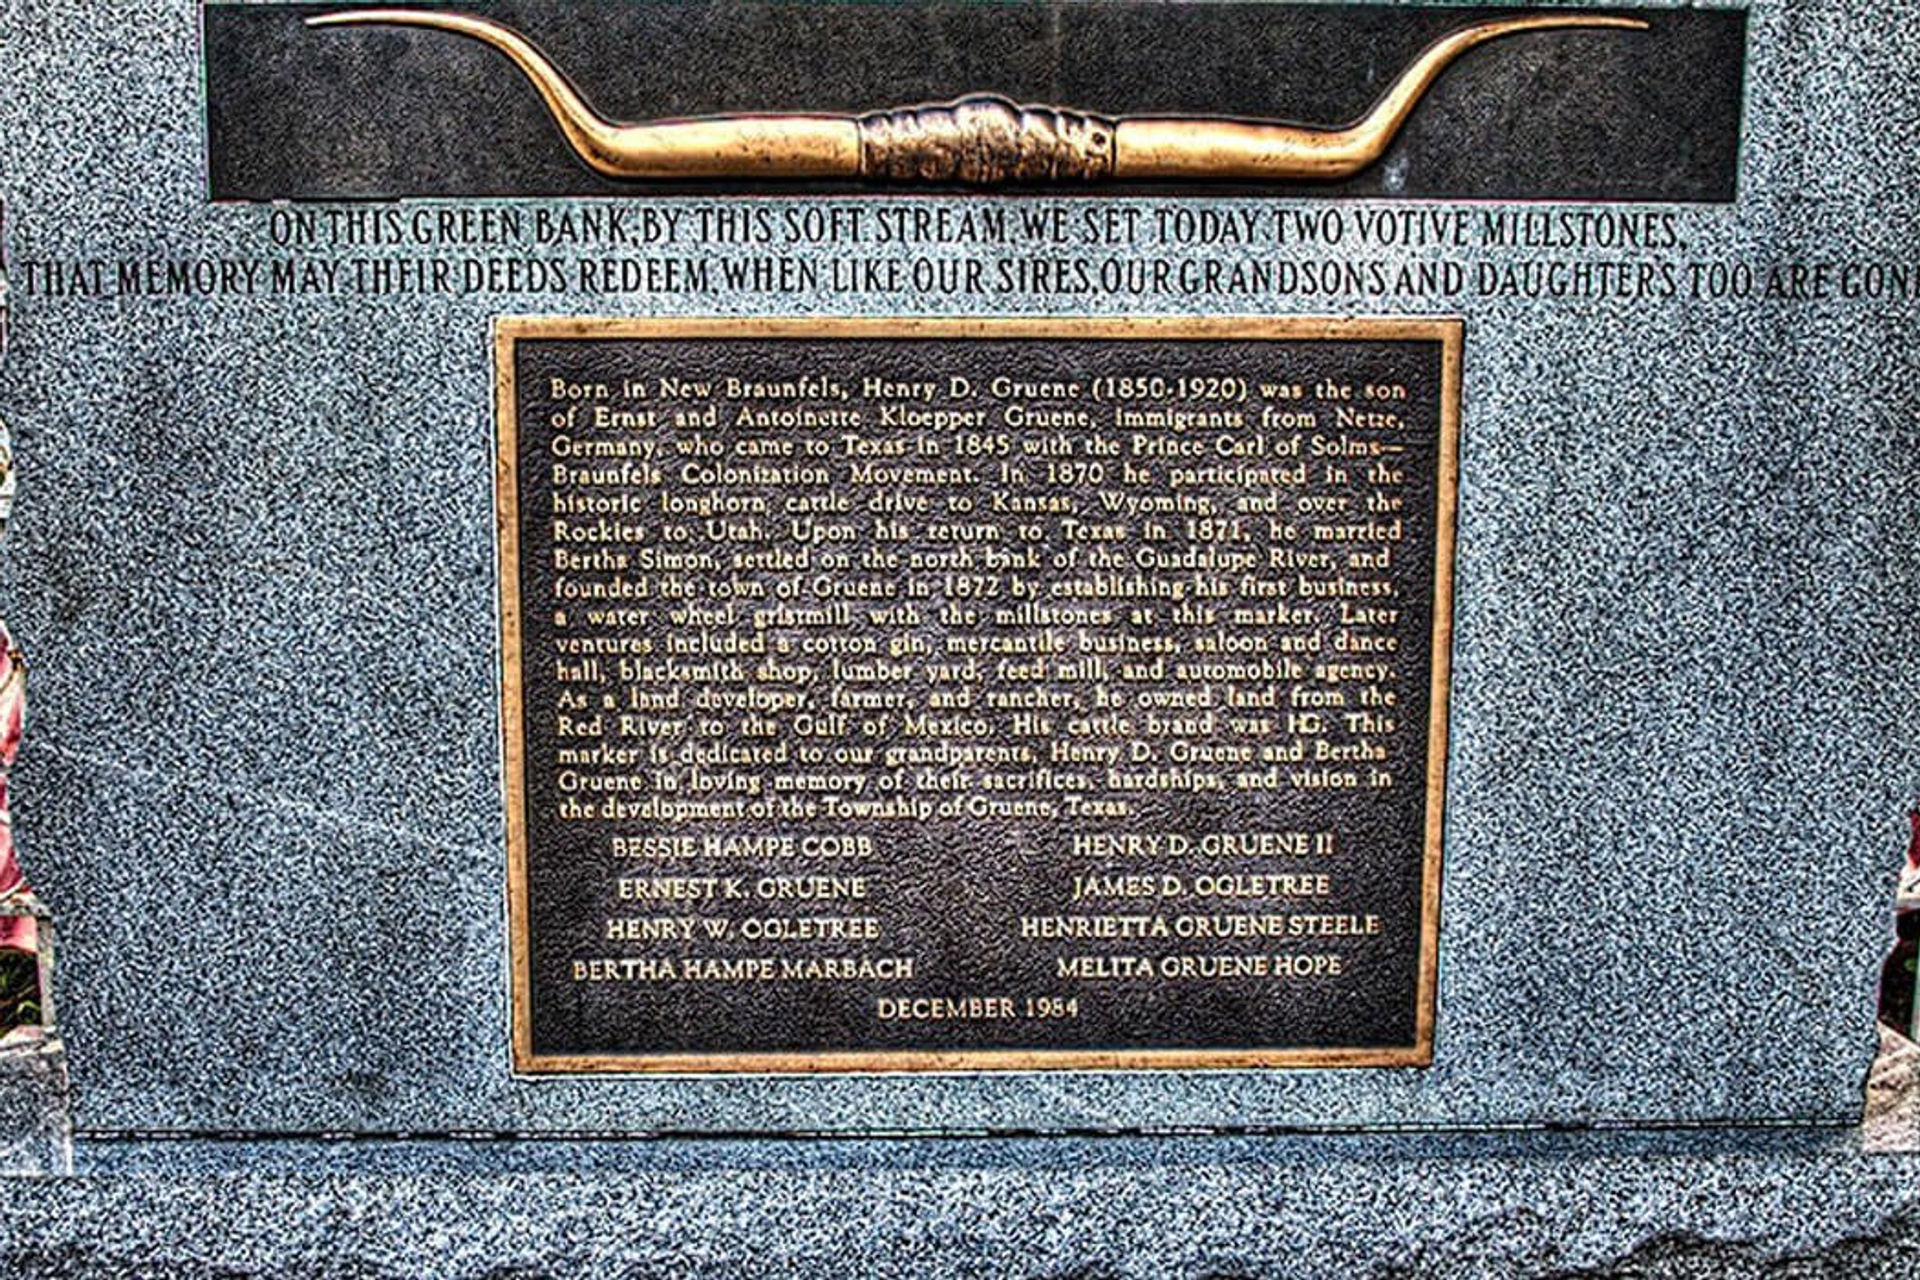 ON THIS GREEN BANK, BY THIS SOFT STREAM, WE SET TODAY TWO VOTIVE MILLSTONES,
THAT MEMORY MAY THEIR DEEDS REDEEM, WHEN LIKE OUR SIRES, OUR GRANDSONS AND DAUGHTERS TOO ARE
Born in New Braunfels, Henry D. Gruene (1850-1920) was the son
of Ernst and Antoinette Kloepper Gruene, immigrants from Netze,
Germany, who came to Texas in 1845 with the Prince Carl of Solms—
Braunfels Colonization Movement. In 1870 he participated in the
historic longhorn cattle drive to Kansas, Wyoming, and over the
Rockies to Utah. Upon his return to Texas in 1871, he married
Bertha Simon, settled on the north bank of the Guadalupe River, and
founded the town of Gruene in 1872 by establishing his first business,
a water wheel gristmill with the millstones at this marker. Later
ventures included a cotton gin, mercantile business, saloon and dance
hall, blacksmith shop, lumber yard, feed mill, and automobile agency.
As a land developer, farmer, and rancher, he owned land from the
Red River to the Gulf of Mexico. His cattle brand was HG. This
marker is dedicated to our grandparents, Henry D. Gruene and Bertha
Gruene in loving memory of their sacrifices, hardships, and vision in
the development of the Township of Gruene, Texas.
BESSIE HAMPE COBB HENRY D. GRUENE II
ERNEST K. GRUENE JAMES D. OGLETREE
HENRY W. OGLETREE HENRIETTA GRUENE STEELE
BERTHA HAMPE MARBACH MELITA GRUENE HOPE
DECEMBER 1984